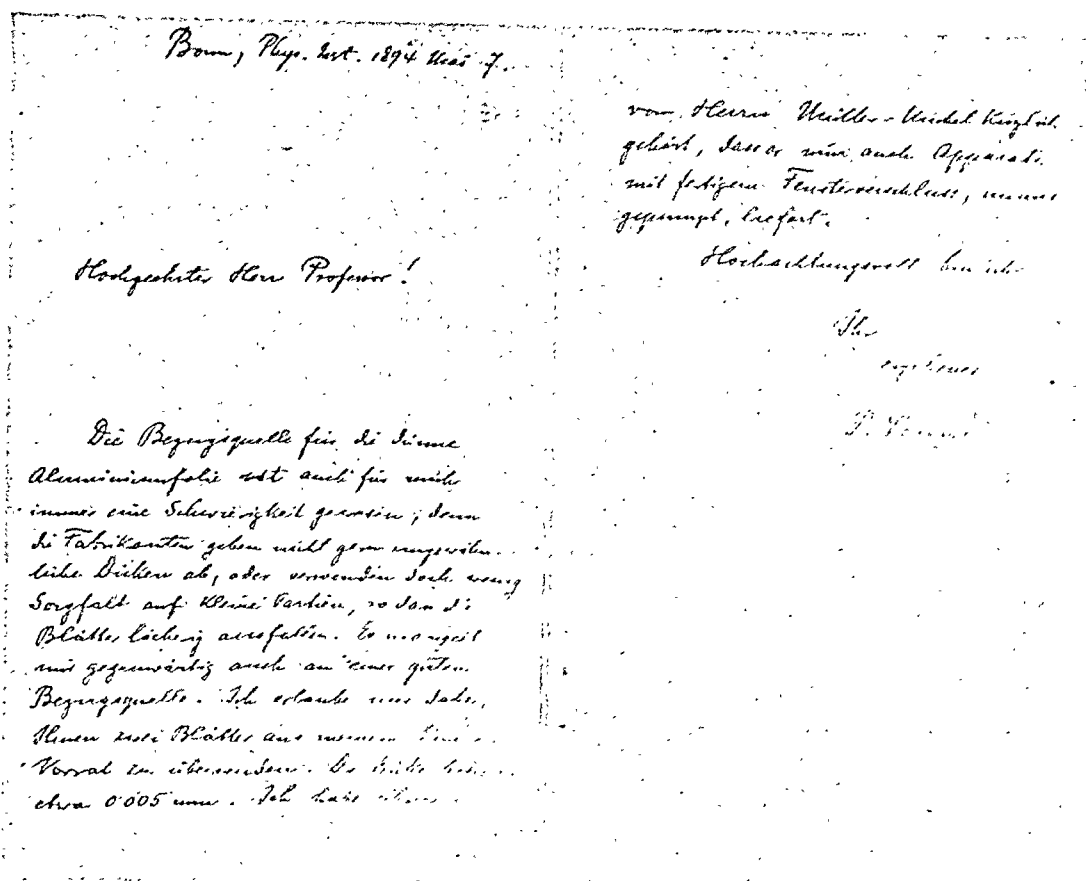 Bonn, Phys. Inst. 1894 Mai 7.
Hochgeehrter Herr Professor!
Die Bezugsquelle für die dünne
Aluminiumfolie ist auch für mich
immer eine Schwierigkeit gewesen; denn
die Fabrikanten geben nicht gern ungewöhn-
liche Dicken ab, oder verwenden doch wenig
Sorgfalt auf kleine Partien, so dass die
Blätter löcherig ausfallen. Es mangelt
mir gegenwärtig auch an einer guten
Bezugsquelle. Ich erlaube mir daher,
Ihnen zwei Blätter aus meinem
Vorrat zu übersenden. Die Dicke
etwa 0.005 mm. Ich habe
von Herrn Müller-Unkel kürzlich
gehört, dass er nun auch Apparate
mit fertigem Fensterverschluss,
gepumpt, liefert.
Hochachtungsvoll bin ich
Ihr
ergebener
P. Lenard